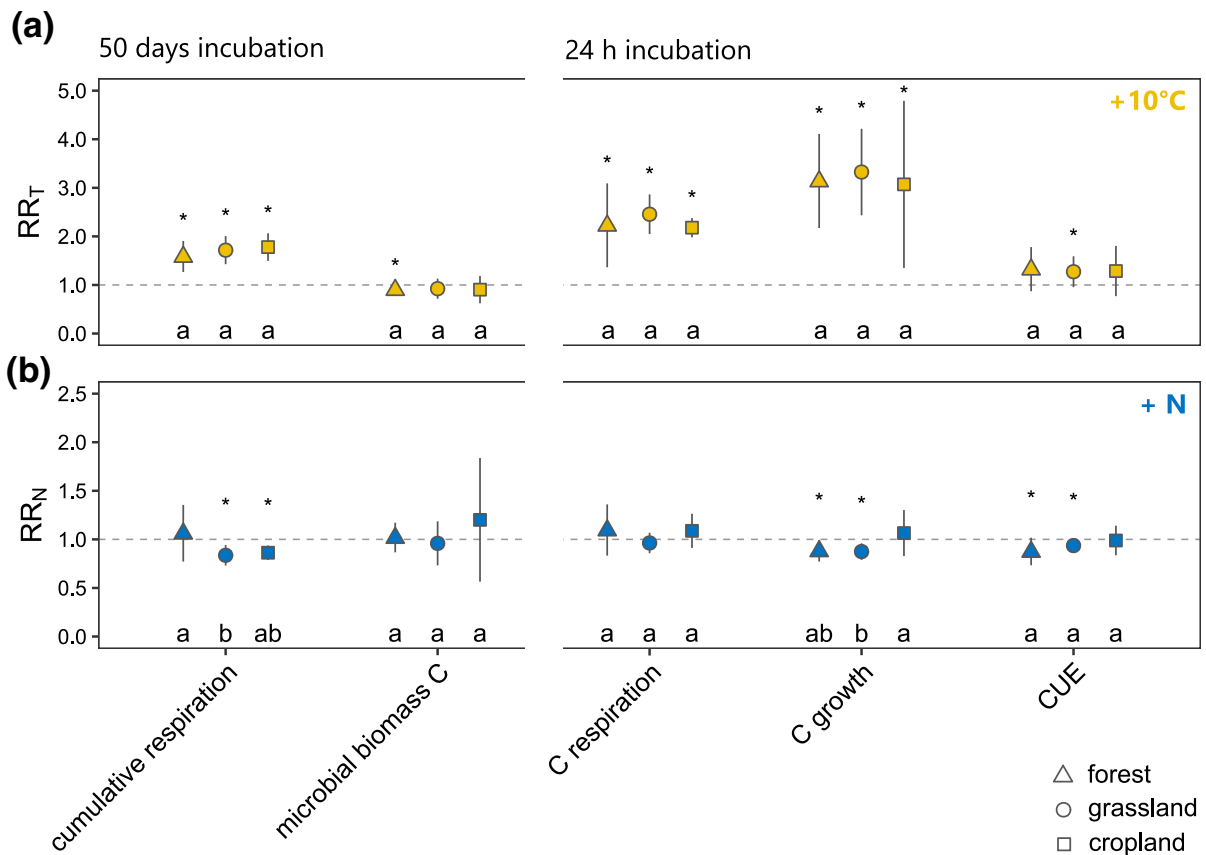 (a)
50 days incubation
24 h incubation
+10°C
RRT
5.0
4.0
3.0
2.0
1.0
0.0
* * * * * * * * * * *
a a a a a a a a a a a a a a a
(b)
+ N
RRN
2.5
2.0
1.5
1.0
0.5
0.0
* * * * * *
a b ab a a a a a a ab b a a a a
cumulative respiration
microbial biomass C
C respiration
C growth
CUE
forest
grassland
cropland